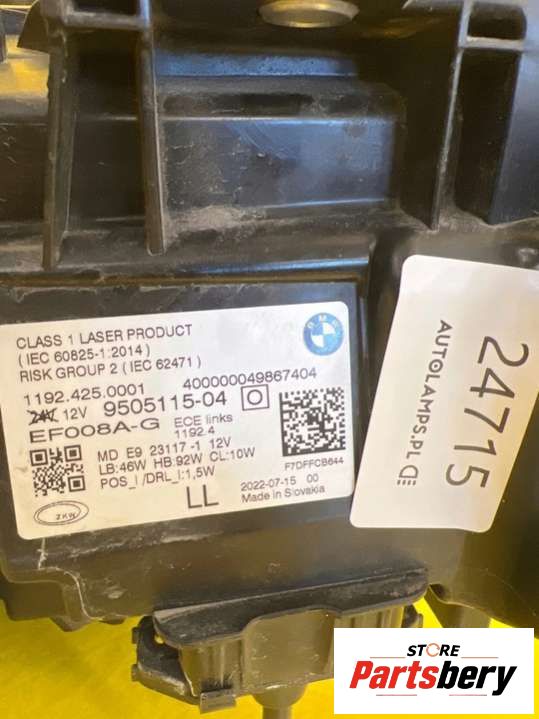 CLASS 1 LASER PRODUCT
( IEC 60825-1:2014 )
RISK GROUP 2 ( IEC 62471 )
1192.425.0001 400000049867404
24V 12V 9505115-04
EF008A-G ECE links
1192.4
MD E9 23117 -1 12V
LB:46W HB:92W CL:10W
POS_I /DRL_I:1,5W
F7DFFCB644
LL
2022-07-15 00
Made in Slovakia
ZKW
BMW
24715
AUTOLAMPS.PL
STORE
Partsbery